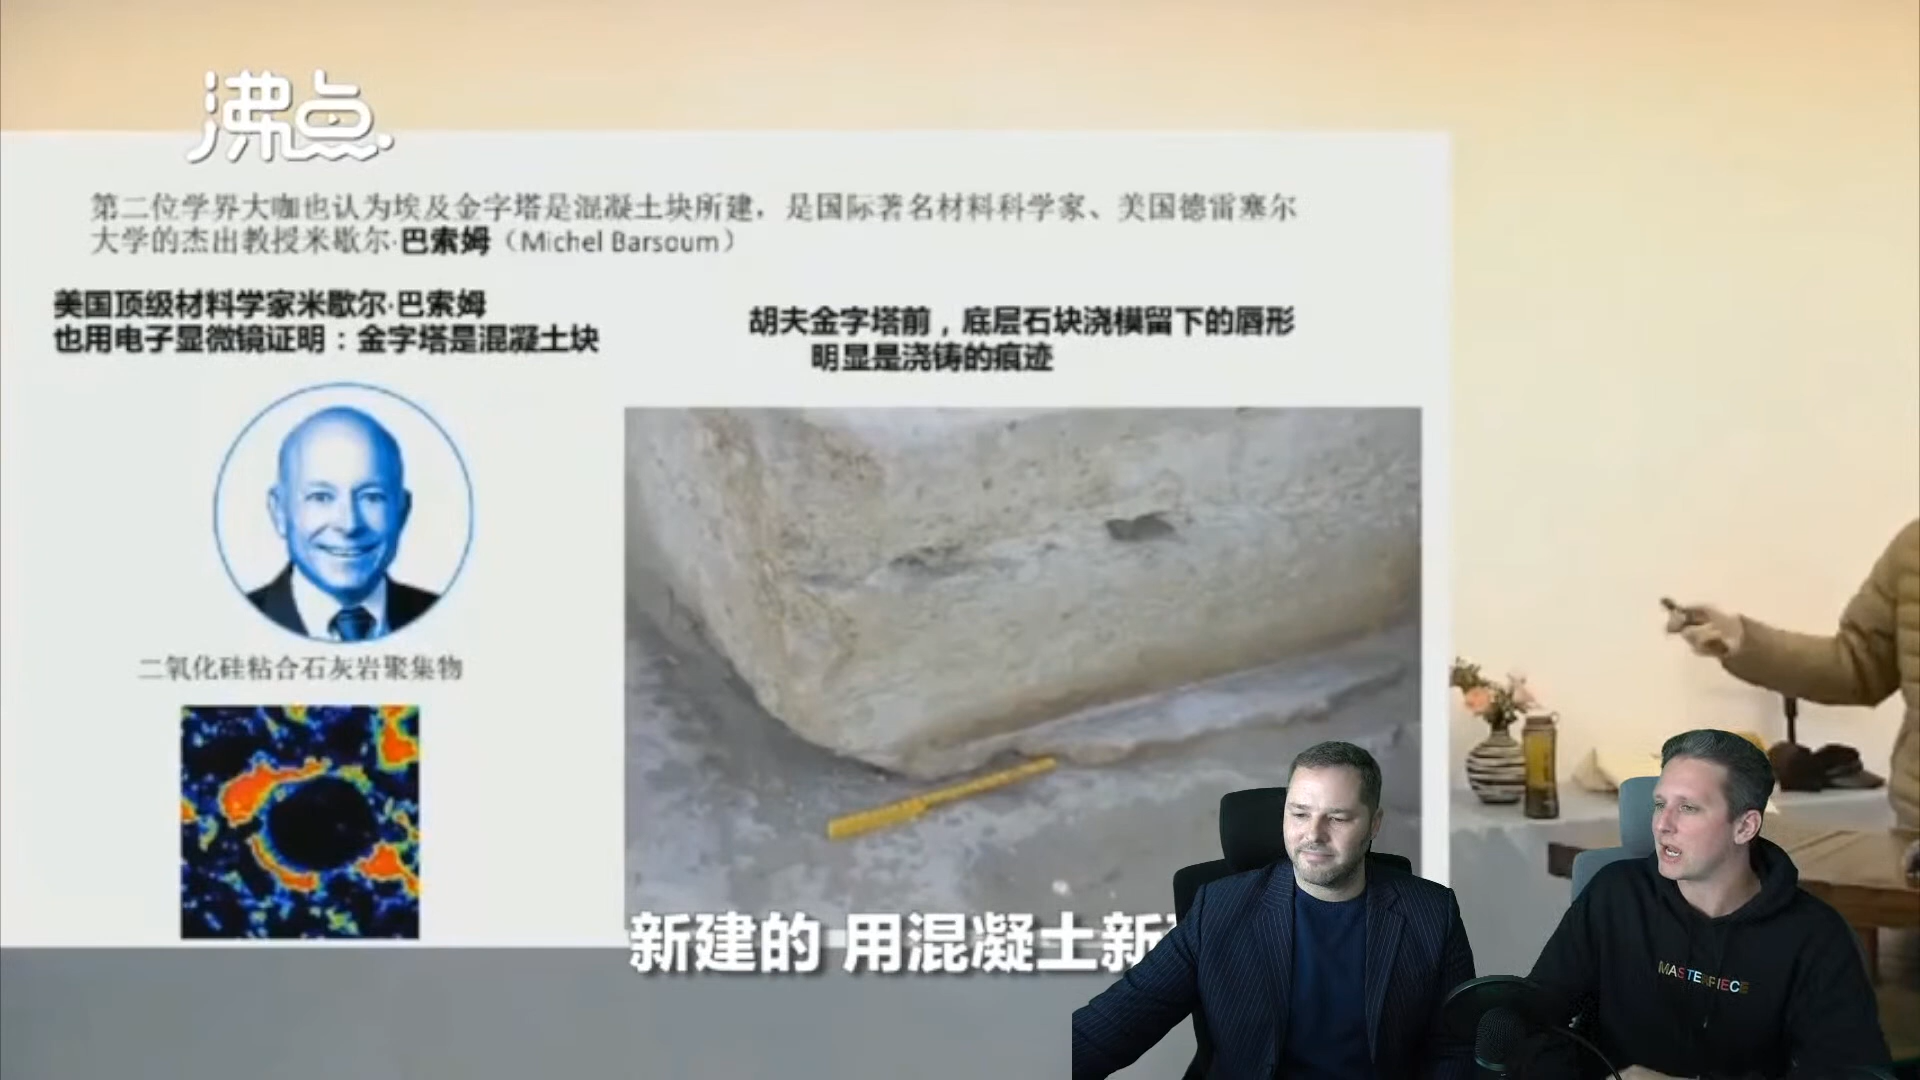 沸点
第二位学界大咖也认为埃及金字塔是混凝土块所建，是国际著名材料科学家、美国德雷塞尔
大学的杰出教授米歇尔·巴索姆（Michel Barsoum）
美国顶级材料学家米歇尔·巴索姆
也用电子显微镜证明：金字塔是混凝土块
胡夫金字塔前，底层石块浇模留下的唇形
明显是浇铸的痕迹
二氧化硅粘合石灰岩聚集物
新建的 用混凝土新
MASTERPIECE